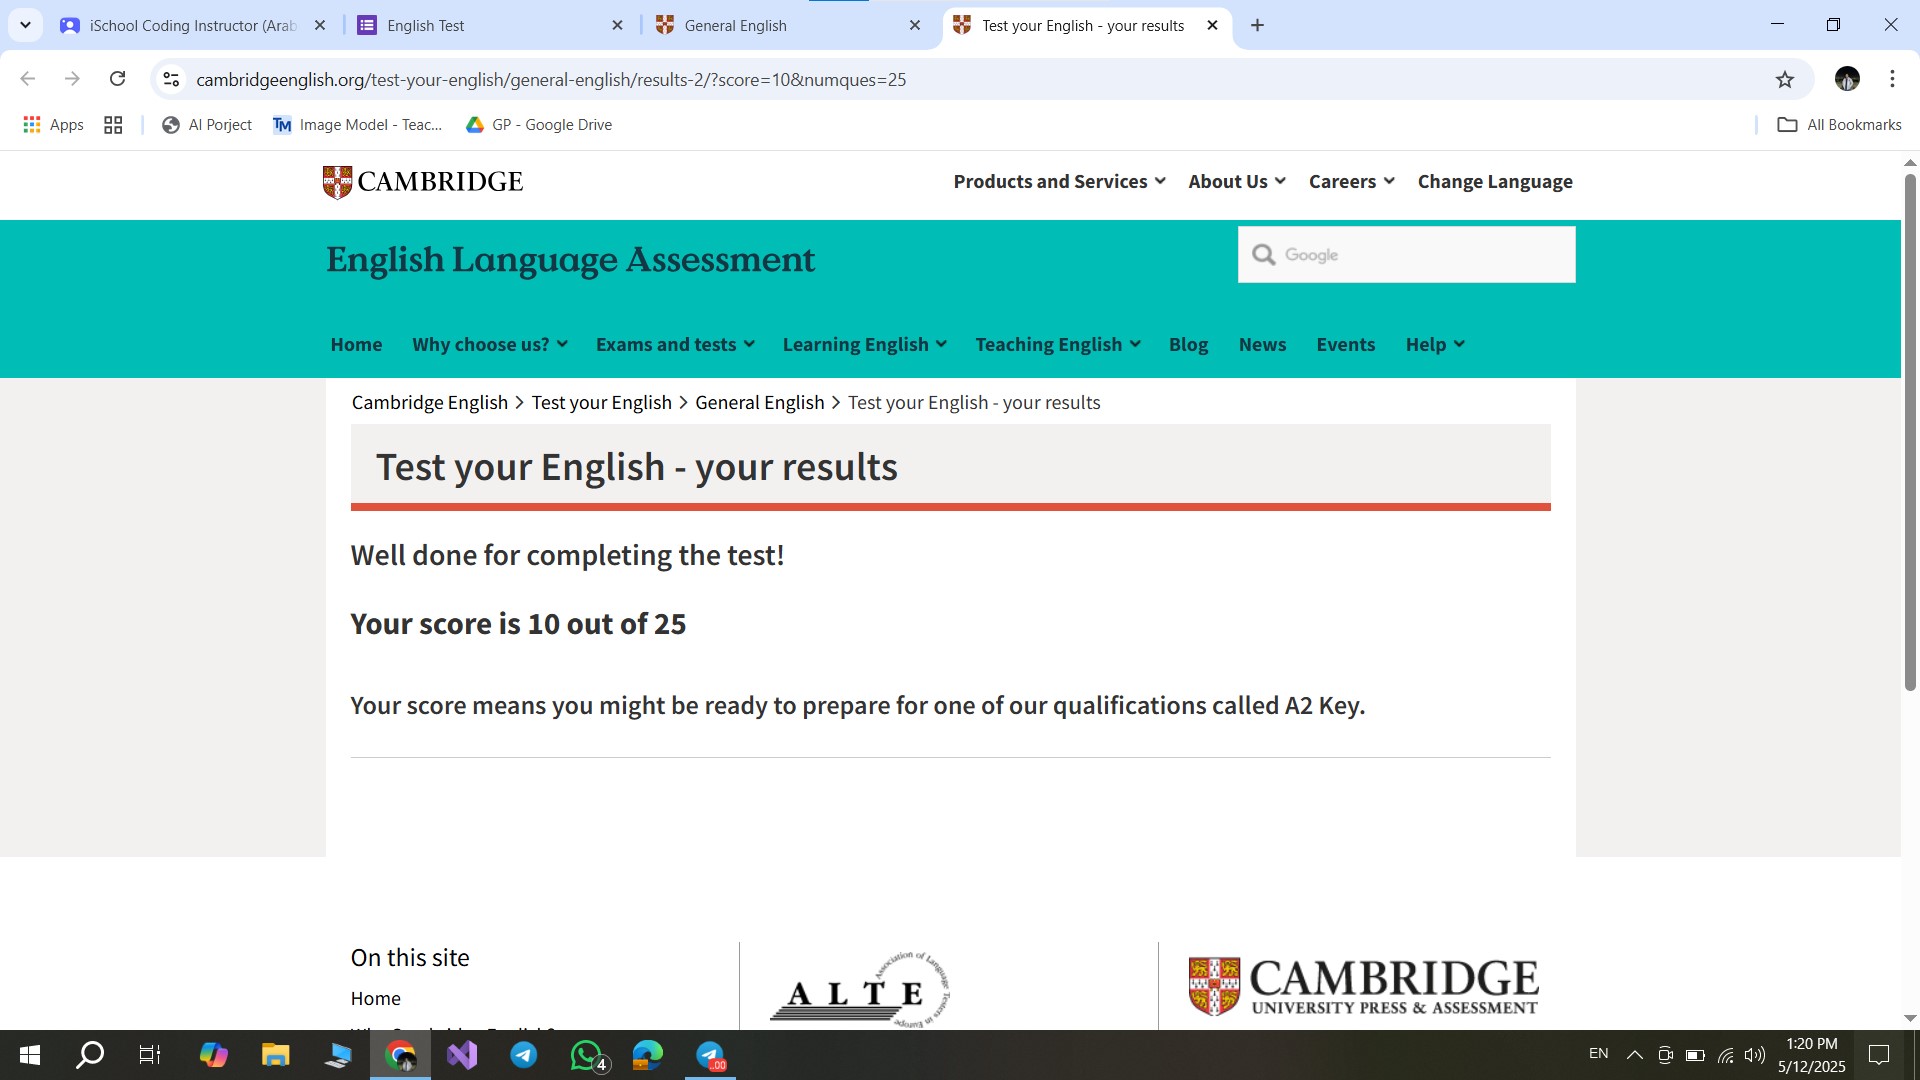 iSchool Coding Instructor (Arab
English Test
General English
Test your English - your results
cambridgeenglish.org/test-your-english/general-english/results-2/?score=10&numques=25
Apps
AI Porject
Image Model - Teac...
GP - Google Drive
All Bookmarks
CAMBRIDGE
Products and Services
About Us
Careers
Change Language
English Language Assessment
Google
Home
Why choose us?
Exams and tests
Learning English
Teaching English
Blog
News
Events
Help
Cambridge English > Test your English > General English > Test your English - your results
Test your English - your results
Well done for completing the test!
Your score is 10 out of 25
Your score means you might be ready to prepare for one of our qualifications called A2 Key.
On this site
Home
ALTE
Association of Language Testers in Europe
CAMBRIDGE
UNIVERSITY PRESS & ASSESSMENT
4
.00
EN
1:20 PM
5/12/2025